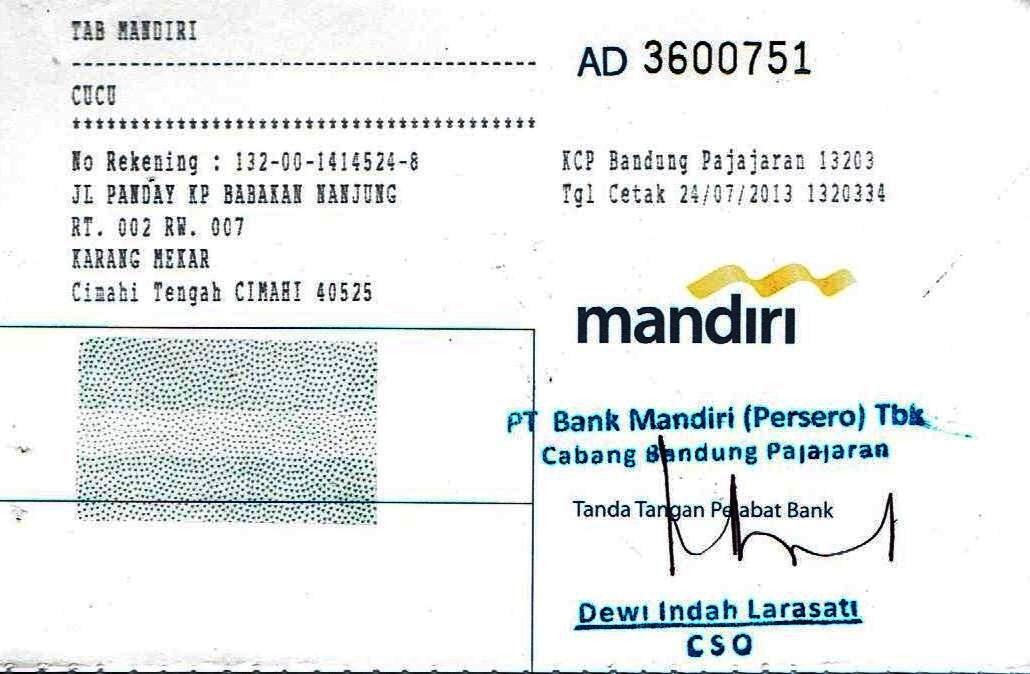 TAB MANDIRI
----------------------------------------
CUCU
****************************************
No Rekening : 132-00-1414524-8
JL PANDAY KP BABAKAN NANJUNG
RT. 002 RW. 007
KARANG MEKAR
Cimahi Tengah CIMAHI 40525
AD 3600751
KCP Bandung Pajajaran 13203
Tgl Cetak 24/07/2013 1320334
mandiri
PT Bank Mandiri (Persero) Tbk
Cabang Bandung Pajajaran
Tanda Tangan Pejabat Bank
Dewi Indah Larasati
CSO